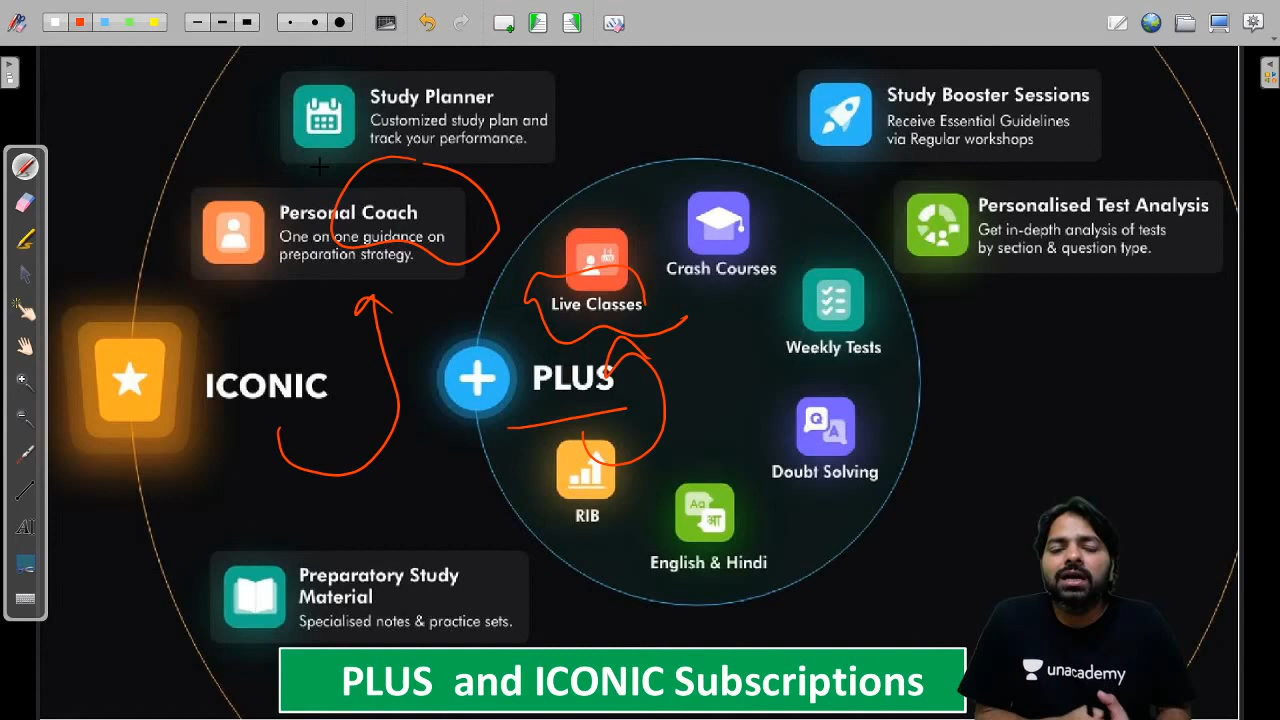 Study Planner
Customized study plan and
track your performance.
Study Booster Sessions
Receive Essential Guidelines
via Regular workshops
Personal Coach
One on one guidance on
preparation strategy.
Personalised Test Analysis
Get in-depth analysis of tests
by section & question type.
Live Classes
Crash Courses
Weekly Tests
ICONIC
PLUS
Q
A
Doubt Solving
RIB
Aa
आ
English & Hindi
Preparatory Study
Material
Specialised notes & practice sets.
unacademy
PLUS and ICONIC Subscriptions
AI